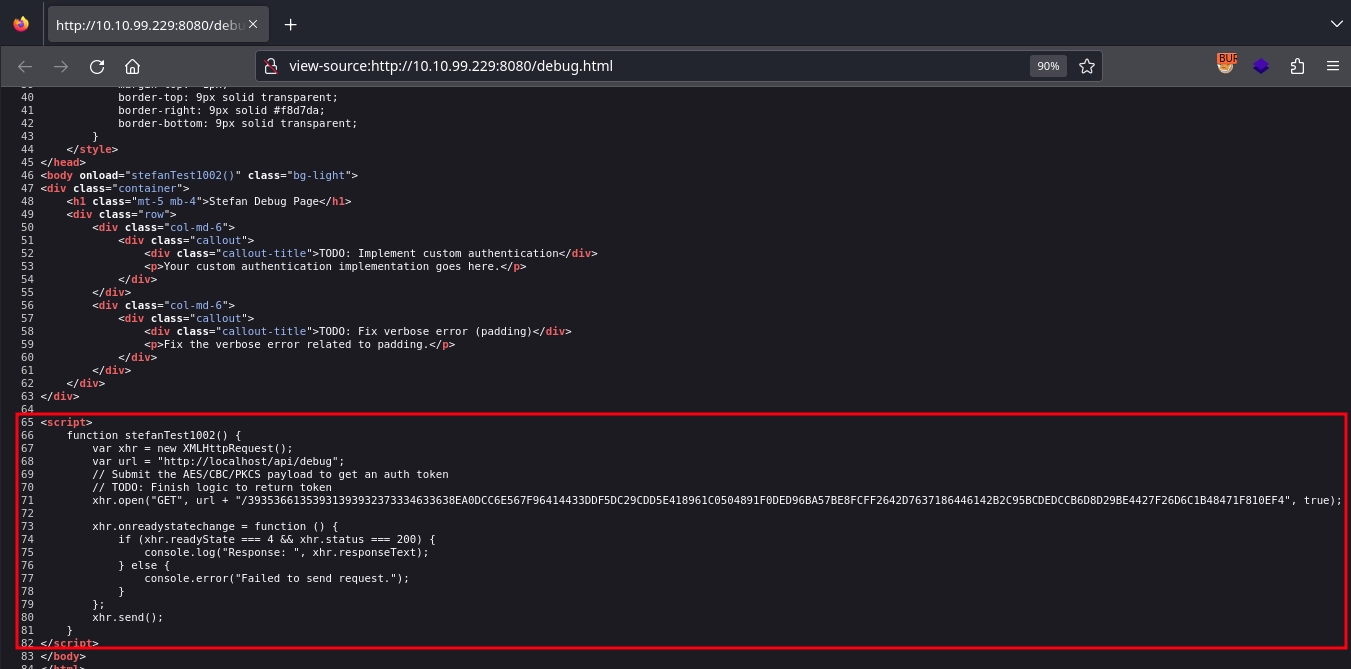 http://10.10.99.229:8080/debu
view-source:http://10.10.99.229:8080/debug.html
90%
BUR
40 border-top: 9px solid transparent;
41 border-right: 9px solid #f8d7da;
42 border-bottom: 9px solid transparent;
43 }
44 </style>
45 </head>
46 <body onload="stefanTest1002()" class="bg-light">
47 <div class="container">
48 <h1 class="mt-5 mb-4">Stefan Debug Page</h1>
49 <div class="row">
50 <div class="col-md-6">
51 <div class="callout">
52 <div class="callout-title">TODO: Implement custom authentication</div>
53 <p>Your custom authentication implementation goes here.</p>
54 </div>
55 </div>
56 <div class="col-md-6">
57 <div class="callout">
58 <div class="callout-title">TODO: Fix verbose error (padding)</div>
59 <p>Fix the verbose error related to padding.</p>
60 </div>
61 </div>
62 </div>
63 </div>
64
65 <script>
66 function stefanTest1002() {
67 var xhr = new XMLHttpRequest();
68 var url = "http://localhost/api/debug";
69 // Submit the AES/CBC/PKCS payload to get an auth token
70 // TODO: Finish logic to return token
71 xhr.open("GET", url + "/39353661353931393932373334633638EA0DCC6E567F96414433DDF5DC29CDD5E418961C0504891F0DED96BA57BE8FCFF2642D7637186446142B2C95BCDEDCCB6D8D29BE4427F26D6C1B48471F810EF4", true);
72
73 xhr.onreadystatechange = function () {
74 if (xhr.readyState === 4 && xhr.status === 200) {
75 console.log("Response: ", xhr.responseText);
76 } else {
77 console.error("Failed to send request.");
78 }
79 };
80 xhr.send();
81 }
82 </script>
83 </body>
84 </html>